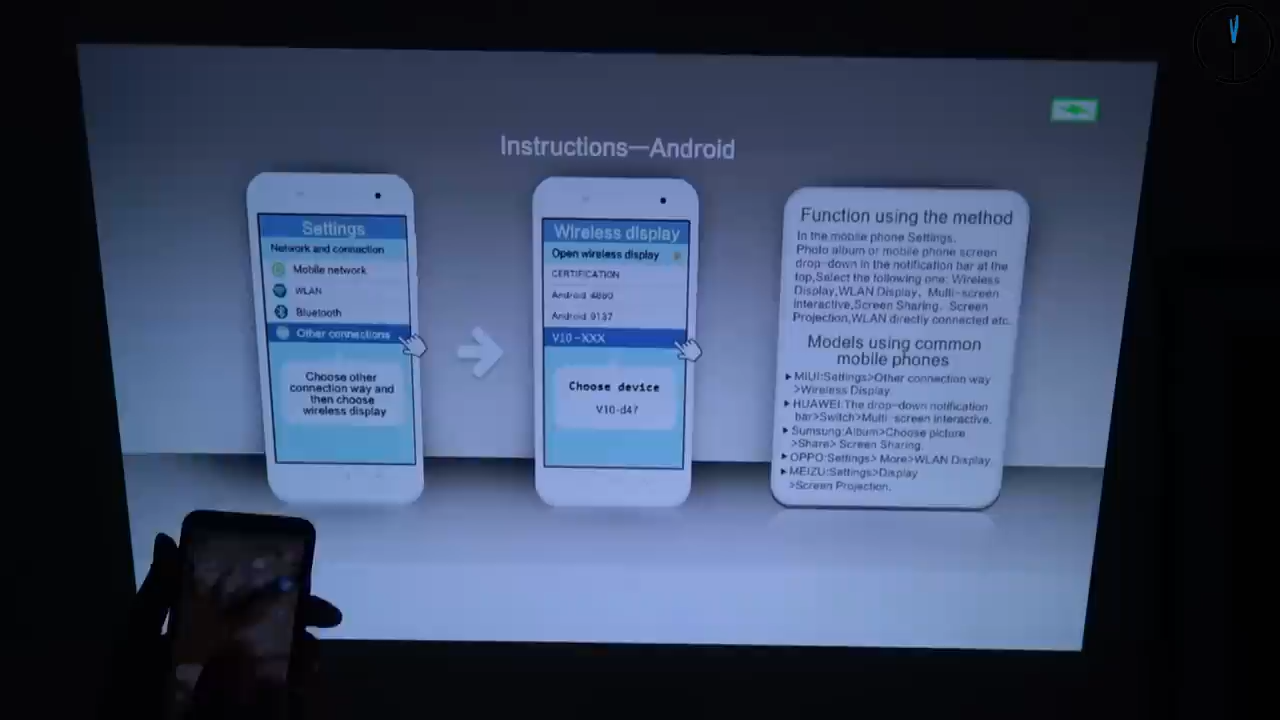 Instructions—Android
Settings
Network and connection
Mobile network
WLAN
Bluetooth
Other connections
Choose other
connection way and
then choose
wireless display
Wireless display
Open wireless display
CERTIFICATION
Android 4860
Android 9137
V10-XXX
Choose device
V10-d47
Function using the method
In the mobile phone Settings.
Photo album or mobile phone screen
drop-down in the notification bar at the
top,Select the following one: Wireless
Display,WLAN Display, Multi-screen
interactive,Screen Sharing, Screen
Projection,WLAN directly connected etc.
Models using common
mobile phones
▶MIUI:Settings>Other connection way
>Wireless Display.
▶HUAWEI:The drop-down notification
bar>Switch>Multi-screen interactive.
▶Sumsung:Album>Choose picture
>Share> Screen Sharing.
▶OPPO:Settings> More>WLAN Display.
▶MEIZU:Settings>Display
>Screen Projection.